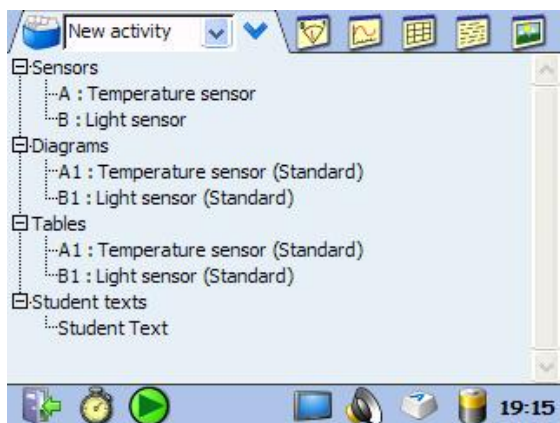 New activity
Sensors
A : Temperature sensor
B : Light sensor
Diagrams
A1 : Temperature sensor (Standard)
B1 : Light sensor (Standard)
Tables
A1 : Temperature sensor (Standard)
B1 : Light sensor (Standard)
Student texts
Student Text
19:15